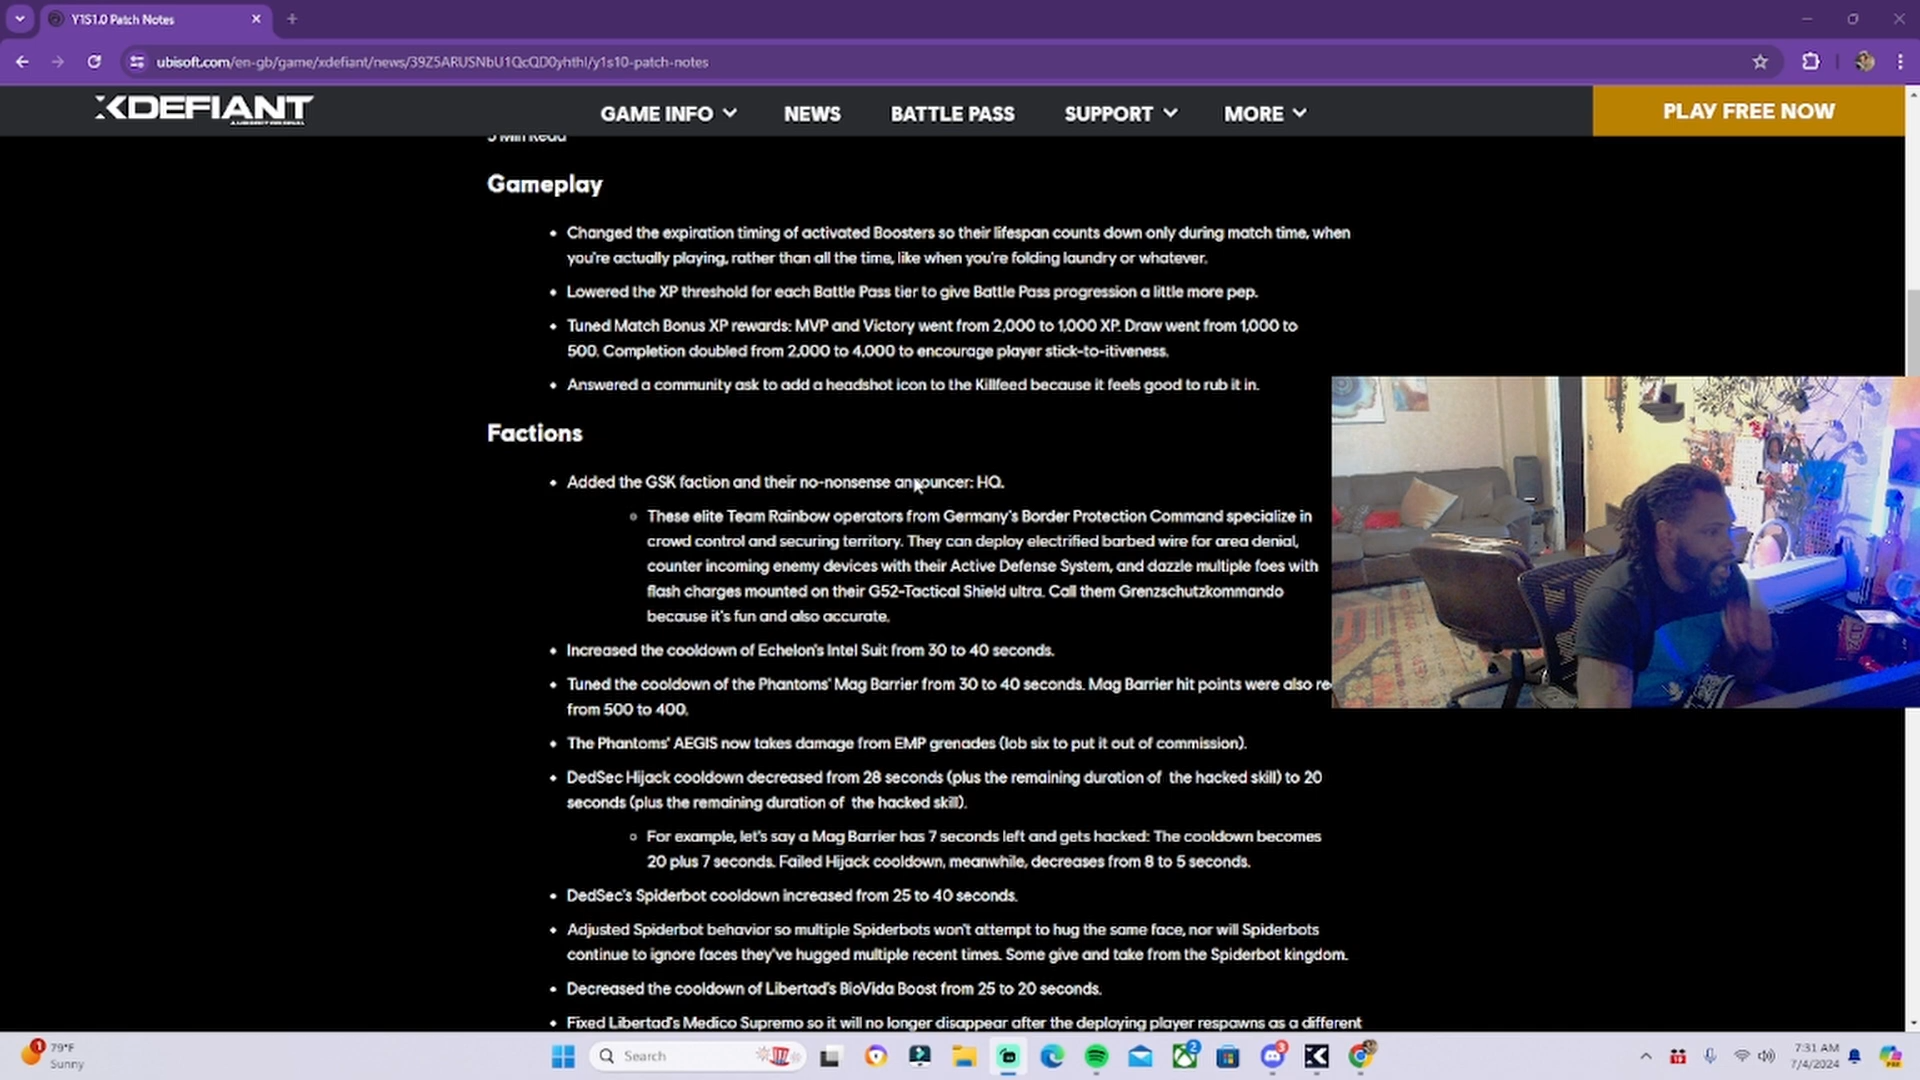 Y1S1.0 Patch Notes
ubisoft.com/en-gb/game/xdefiant/news/39Z5ARUSNbU1QcQD0yhthl/y1s10-patch-notes
XDEFIANT
GAME INFO
NEWS
BATTLE PASS
SUPPORT
MORE
PLAY FREE NOW
5 Min Read
Gameplay
• Changed the expiration timing of activated Boosters so their lifespan counts down only during match time, when
you're actually playing, rather than all the time, like when you're folding laundry or whatever.
• Lowered the XP threshold for each Battle Pass tier to give Battle Pass progression a little more pep.
• Tuned Match Bonus XP rewards: MVP and Victory went from 2,000 to 1,000 XP. Draw went from 1,000 to
500. Completion doubled from 2,000 to 4,000 to encourage player stick-to-itiveness.
• Answered a community ask to add a headshot icon to the Killfeed because it feels good to rub it in.
Factions
• Added the GSK faction and their no-nonsense announcer: HQ.
These elite Team Rainbow operators from Germany's Border Protection Command specialize in
crowd control and securing territory. They can deploy electrified barbed wire for area denial,
counter incoming enemy devices with their Active Defense System, and dazzle multiple foes with
flash charges mounted on their G52-Tactical Shield ultra. Call them Grenzschutzkommando
because it's fun and also accurate.
• Increased the cooldown of Echelon's Intel Suit from 30 to 40 seconds.
• Tuned the cooldown of the Phantoms' Mag Barrier from 30 to 40 seconds. Mag Barrier hit points were also re
from 500 to 400.
• The Phantoms' AEGIS now takes damage from EMP grenades (lob six to put it out of commission).
• DedSec Hijack cooldown decreased from 28 seconds (plus the remaining duration of the hacked skill) to 20
seconds (plus the remaining duration of the hacked skill).
For example, let's say a Mag Barrier has 7 seconds left and gets hacked: The cooldown becomes
20 plus 7 seconds. Failed Hijack cooldown, meanwhile, decreases from 8 to 5 seconds.
• DedSec's Spiderbot cooldown increased from 25 to 40 seconds.
• Adjusted Spiderbot behavior so multiple Spiderbots won't attempt to hug the same face, nor will Spiderbots
continue to ignore faces they've hugged multiple recent times. Some give and take from the Spiderbot kingdom.
• Decreased the cooldown of Libertad's BioVida Boost from 25 to 20 seconds.
• Fixed Libertad's Medico Supremo so it will no longer disappear after the deploying player respawns as a different
1
79°F
Sunny
Search
2
3
7:31 AM
7/4/2024